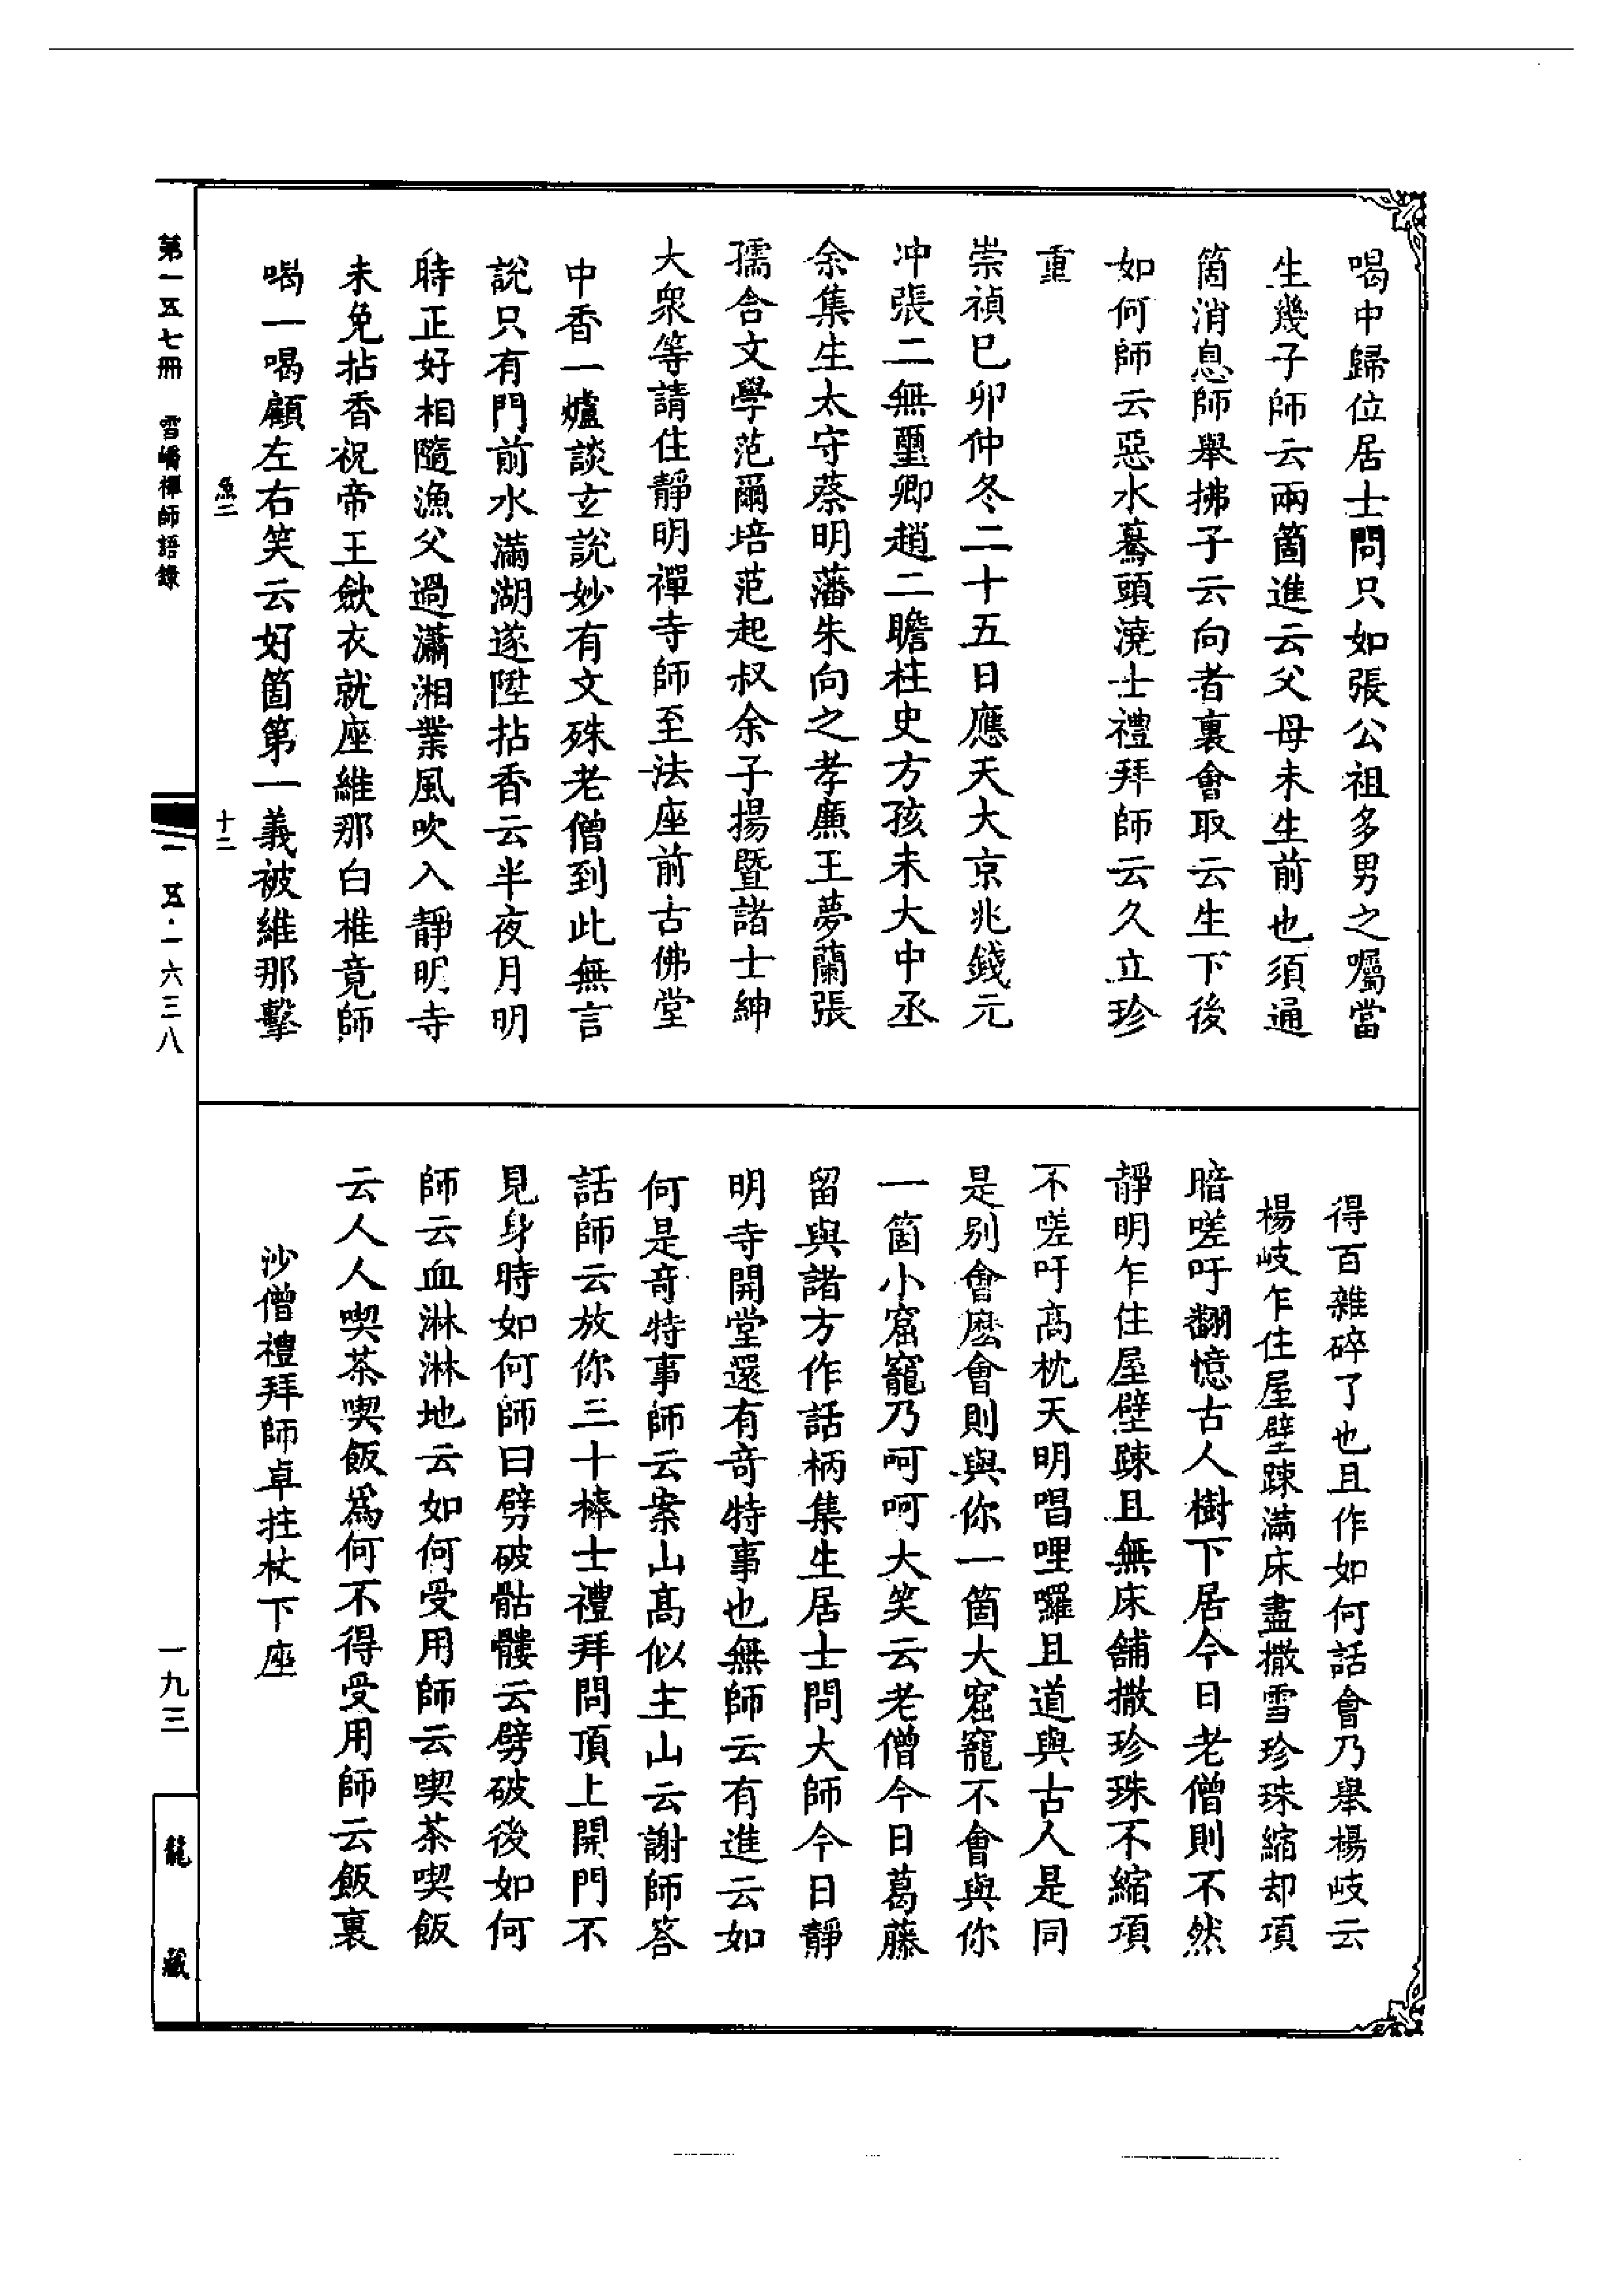 喝中歸位居士問只如張公祖多男之囑當
生幾子師云兩箇進云父母未生前也須通
箇消息師舉拂子云向者裏會取云生下後
如何師云惡水驀頭澆士禮拜師云久立珍
重
崇禎巳卯仲冬二十五日應天大京兆錢元
冲張二無璽卿趙二瞻柱史方孩未大中丞
余集生太守蔡明藩朱向之孝廉王夢蘭張
孺含文學范爾培范起叔余子揚暨諸士紳
大衆等請住靜明禪寺師至法座前古佛堂
中香一爐談玄說妙有文殊老僧到此無言
說只有門前水滿湖遂陞拈香云半夜月明
時正好相隨漁父過瀟湘業風吹入靜明寺
未免拈香祝帝王歛衣就座維那白椎竟師
喝一喝顧左右笑云好箇第一義被維那擊
魚二
十二
得百雜碎了也且作如何話會乃舉楊岐云
楊岐乍住屋壁踈滿床盡撒雪珍珠縮却項
暗嗟吁翻憶古人樹下居今日老僧則不然
靜明乍住屋壁踈且無床舖撒珍珠不縮項
不嗟吁高枕天明唱哩囉且道與古人是同
是別會麽會則與你一箇大窟竉不會與你
一箇小窟竉乃呵呵大笑云老僧今日葛藤
留與諸方作話柄集生居士問大師今日靜
明寺開堂還有竒特事也無師云有進云如
何是竒特事師云案山高似主山云謝師答
話師云放你三十棒士禮拜問頂上開門不
見身時如何師曰劈破骷髏云劈破後如何
師云血淋淋地云如何受用師云喫茶喫飯
云人人喫茶喫飯爲何不得受用師云飯裏
沙僧禮拜師卓拄杖下座
第一五七冊 雪嶠禪師語錄
一五·一六三八
一九三
龍藏